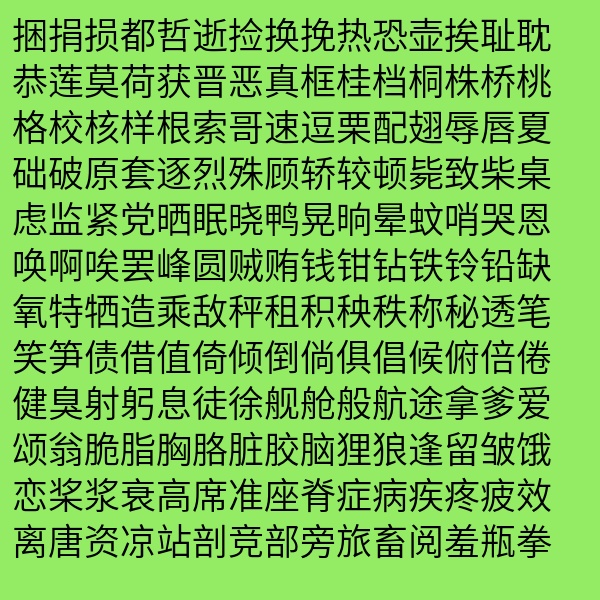 捆捐损都哲逝捡换挽热恐壶挨耻耽
恭莲莫荷获晋恶真框桂档桐株桥桃
格校核样根索哥速逗栗配翅辱唇夏
础破原套逐烈殊顾轿较顿毙致柴桌
虑监紧党晒眠晓鸭晃晌晕蚊哨哭恩
唤啊唉罢峰圆贼贿钱钳钻铁铃铅缺
氧特牺造乘敌秤租积秧秩称秘透笔
笑笋债借值倚倾倒倘俱倡候俯倍倦
健臭射躬息徒徐舰舱般航途拿爹爱
颂翁脆脂胸胳脏胶脑狸狼逢留皱饿
恋桨浆衰高席准座脊症病疾疼疲效
离唐资凉站剖竞部旁旅畜阅羞瓶拳